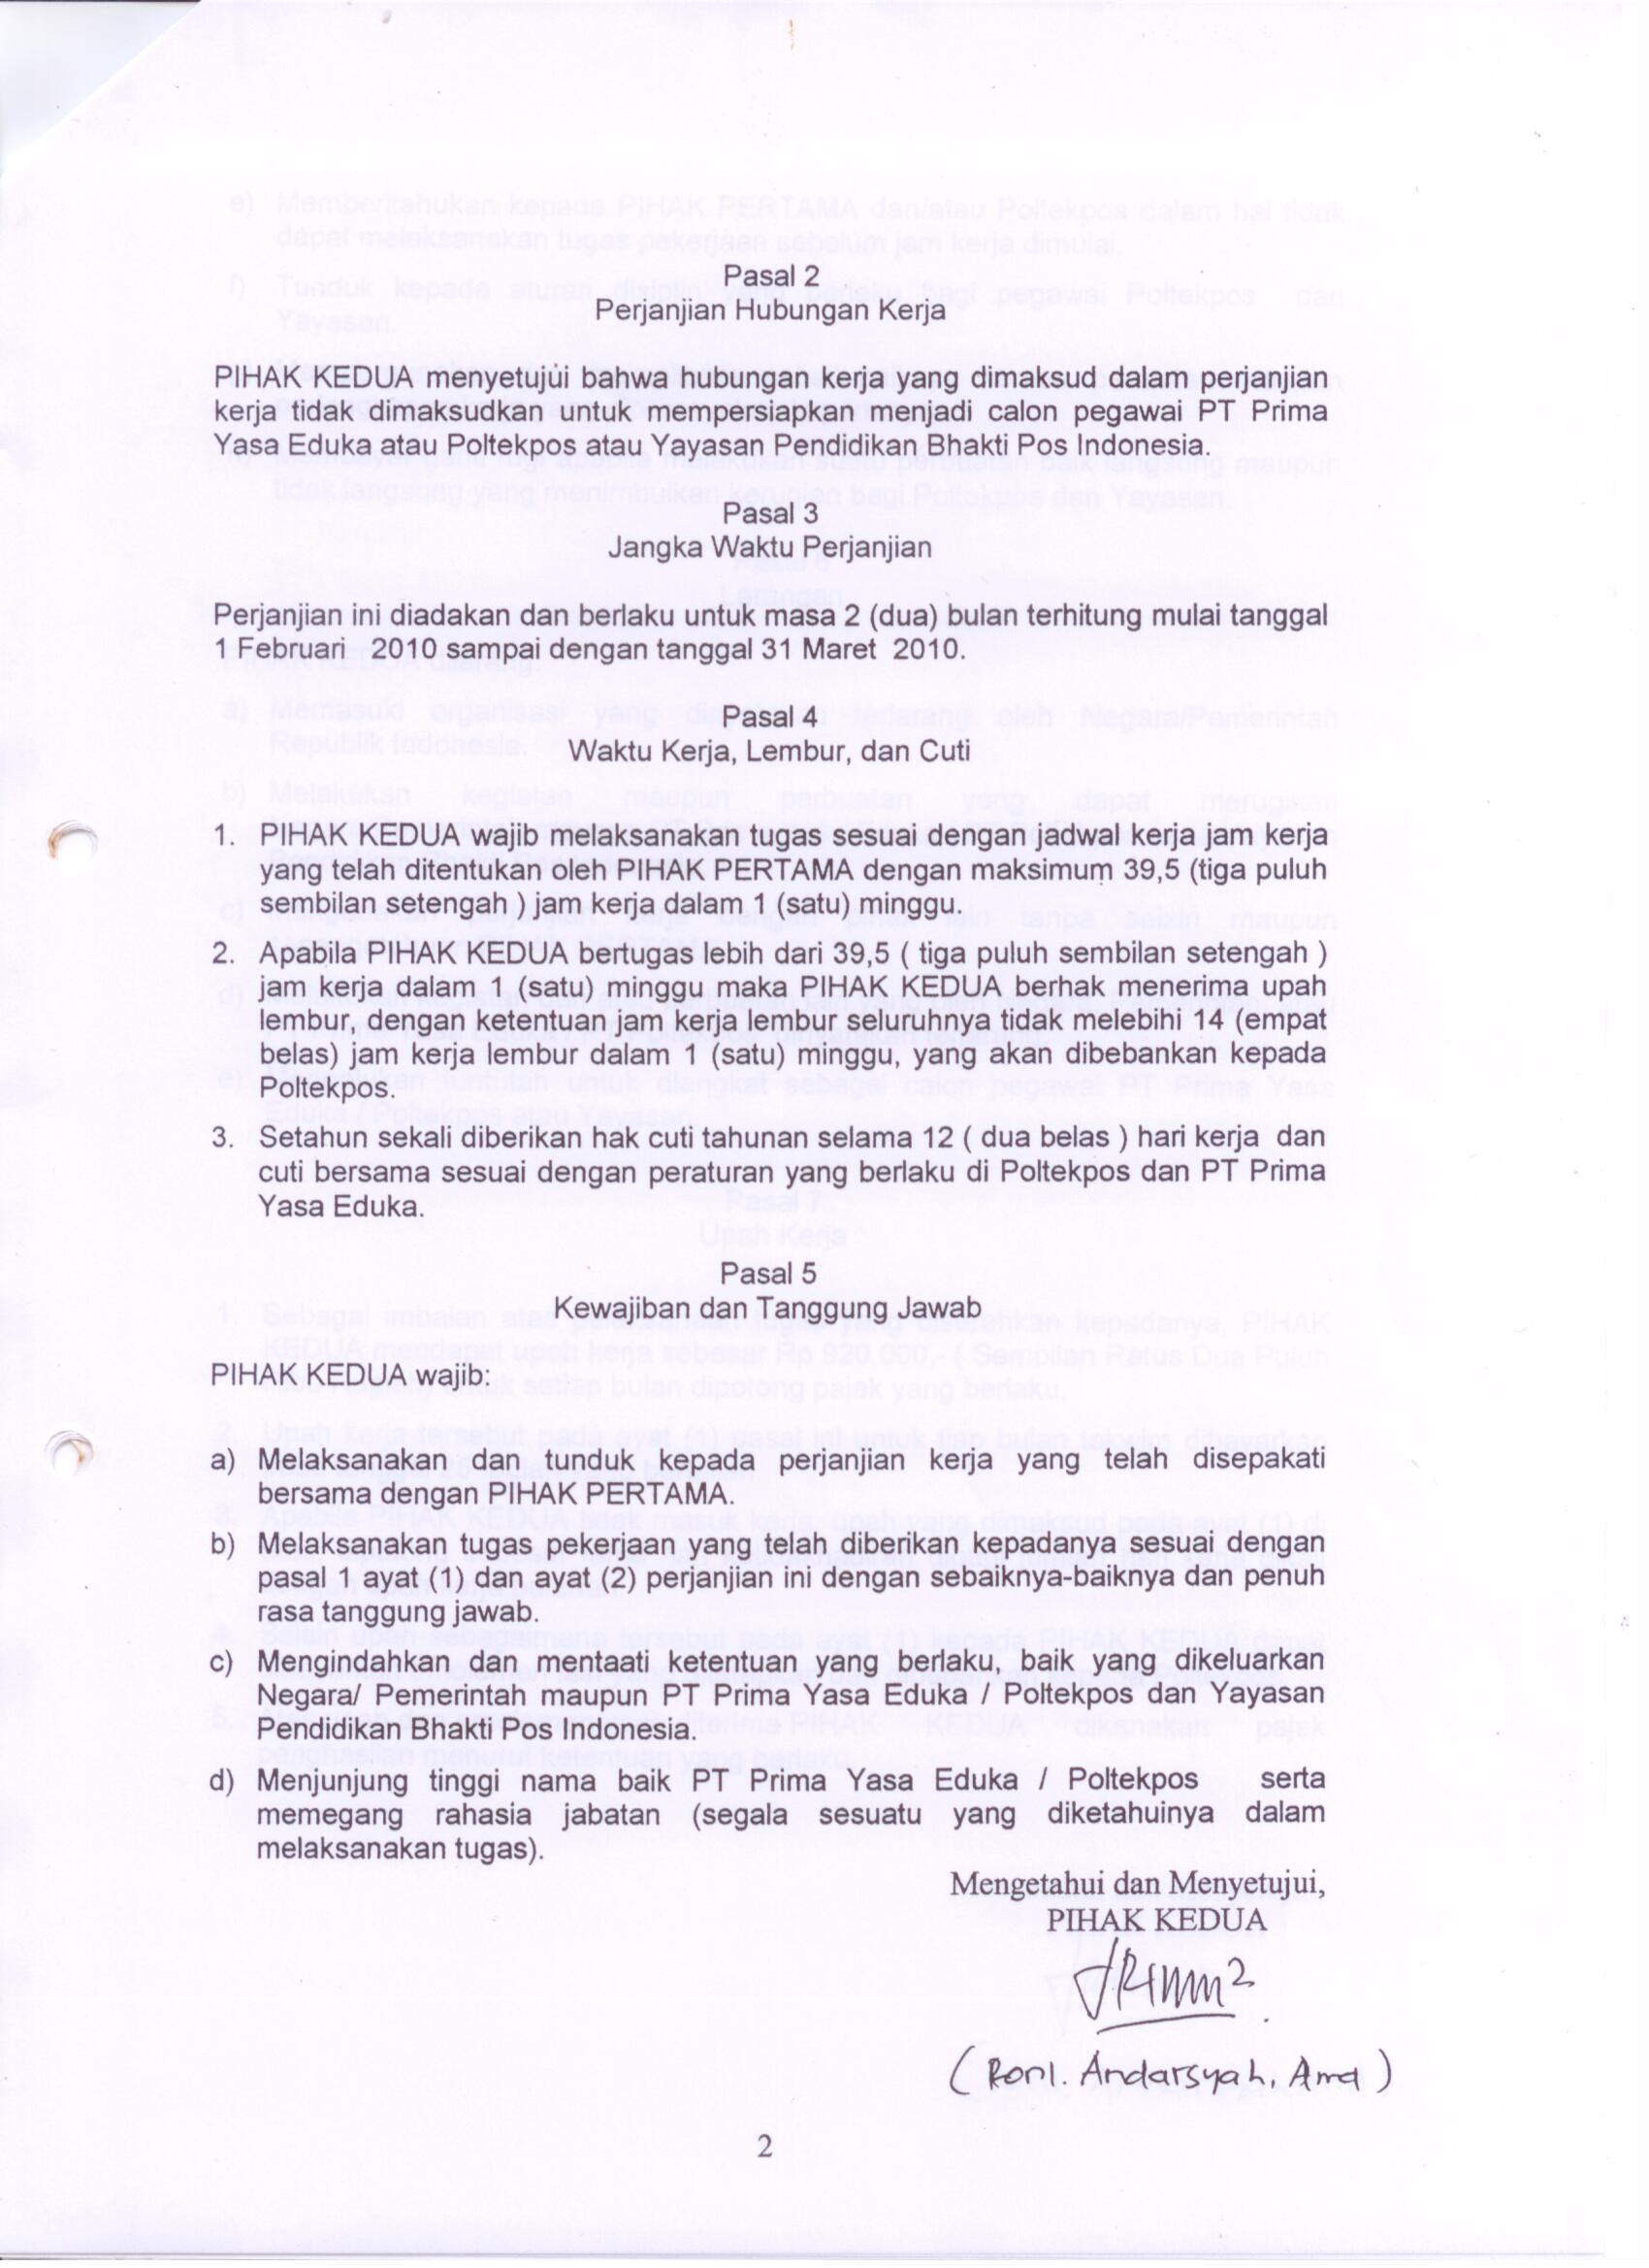 Pasal 2
Perjanjian Hubungan Kerja
PIHAK KEDUA menyetujui bahwa hubungan kerja yang dimaksud dalam perjanjian
kerja tidak dimaksudkan untuk mempersiapkan menjadi calon pegawai PT Prima
Yasa Eduka atau Poltekpos atau Yayasan Pendidikan Bhakti Pos Indonesia.
Pasal 3
Jangka Waktu Perjanjian
Perjanjian ini diadakan dan berlaku untuk masa 2 (dua) bulan terhitung mulai tanggal
1 Februari 2010 sampai dengan tanggal 31 Maret 2010.
Pasal 4
Waktu Kerja, Lembur, dan Cuti
1. PIHAK KEDUA wajib melaksanakan tugas sesuai dengan jadwal kerja jam kerja
yang telah ditentukan oleh PIHAK PERTAMA dengan maksimum 39,5 (tiga puluh
sembilan setengah ) jam kerja dalam 1 (satu) minggu.
2. Apabila PIHAK KEDUA bertugas lebih dari 39,5 ( tiga puluh sembilan setengah )
jam kerja dalam 1 (satu) minggu maka PIHAK KEDUA berhak menerima upah
lembur, dengan ketentuan jam kerja lembur seluruhnya tidak melebihi 14 (empat
belas) jam kerja lembur dalam 1 (satu) minggu, yang akan dibebankan kepada
Poltekpos.
3. Setahun sekali diberikan hak cuti tahunan selama 12 ( dua belas ) hari kerja dan
cuti bersama sesuai dengan peraturan yang berlaku di Poltekpos dan PT Prima
Yasa Eduka.
Pasal 5
Kewajiban dan Tanggung Jawab
PIHAK KEDUA wajib:
a) Melaksanakan dan tunduk kepada perjanjian kerja yang telah disepakati
bersama dengan PIHAK PERTAMA.
b) Melaksanakan tugas pekerjaan yang telah diberikan kepadanya sesuai dengan
pasal 1 ayat (1) dan ayat (2) perjanjian ini dengan sebaiknya-baiknya dan penuh
rasa tanggung jawab.
c) Mengindahkan dan mentaati ketentuan yang berlaku, baik yang dikeluarkan
Negara/ Pemerintah maupun PT Prima Yasa Eduka / Poltekpos dan Yayasan
Pendidikan Bhakti Pos Indonesia.
d) Menjunjung tinggi nama baik PT Prima Yasa Eduka / Poltekpos serta
memegang rahasia jabatan (segala sesuatu yang diketahuinya dalam
melaksanakan tugas).
Mengetahui dan Menyetujui,
PIHAK KEDUA
( Roni. Andarsyah, Amd )
2